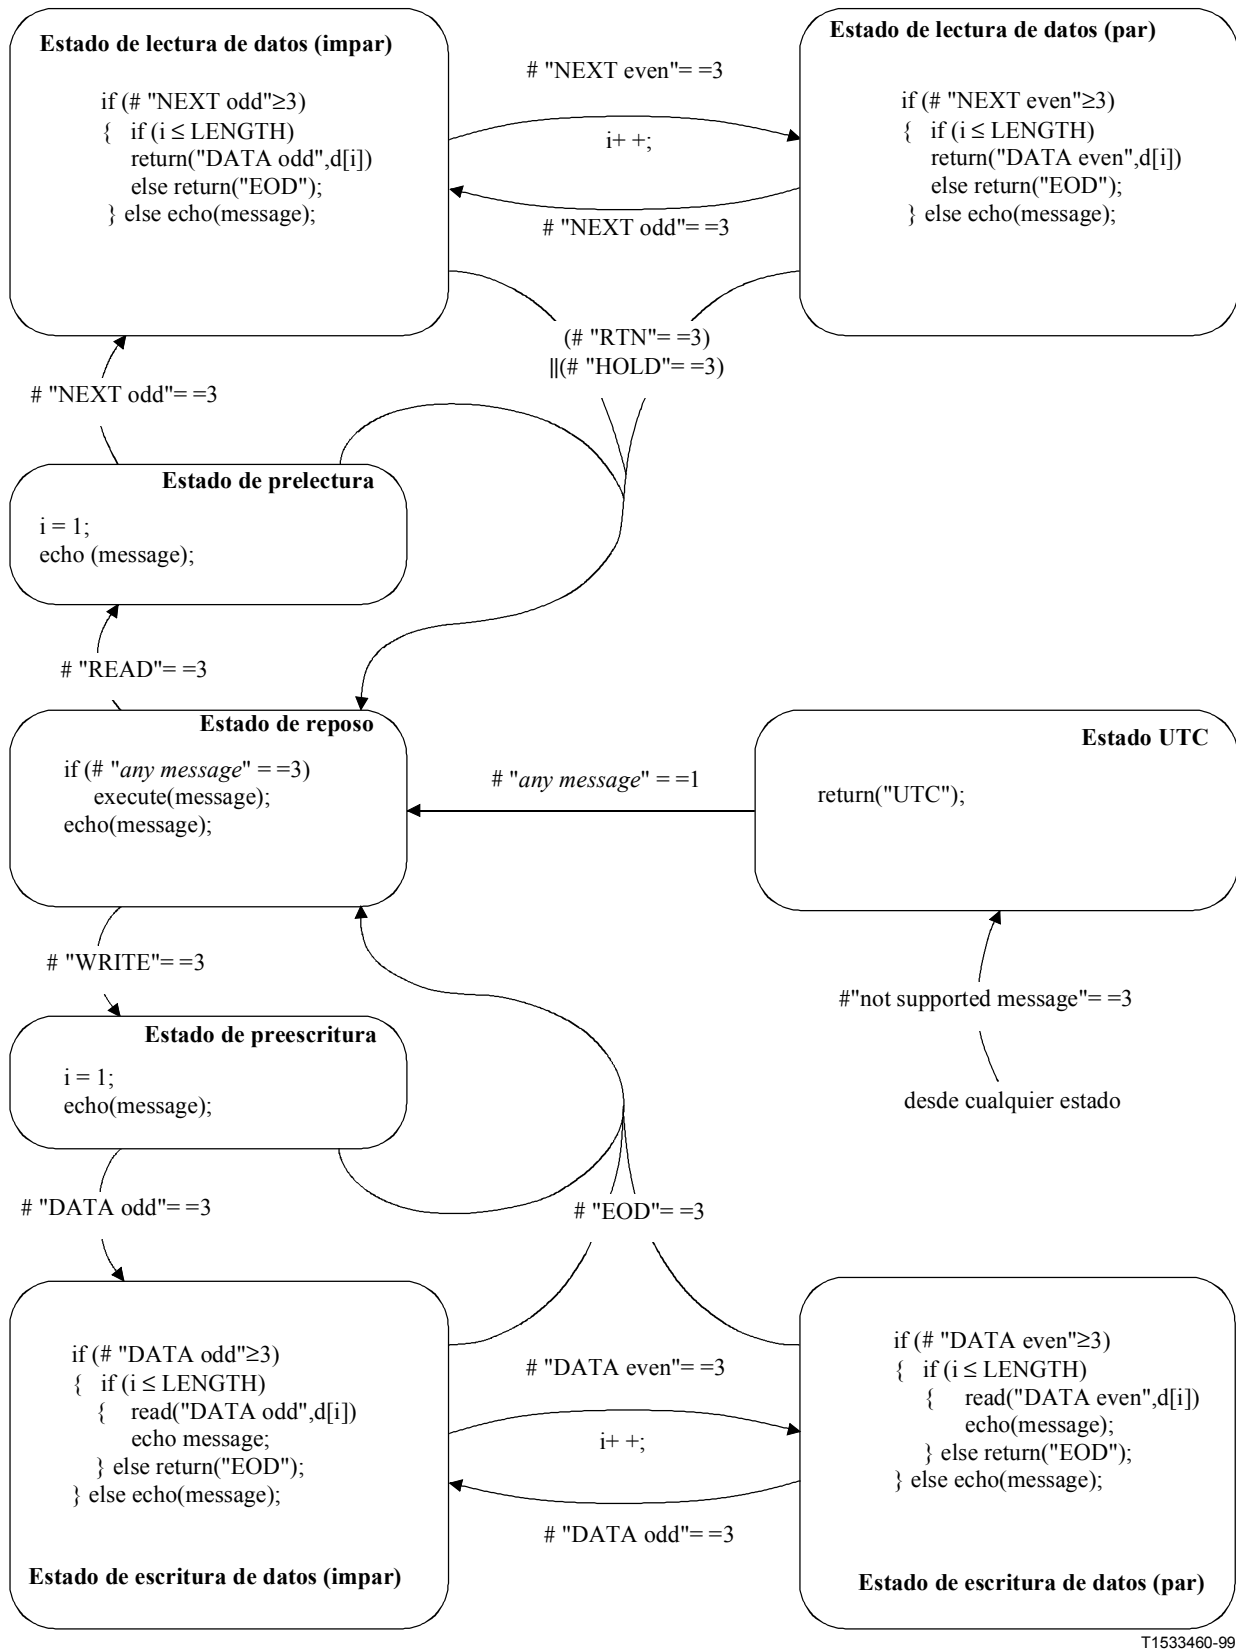 Estado de lectura de datos (impar)
if (# "NEXT odd"≥3)
{ if (i ≤ LENGTH)
return("DATA odd",d[i])
else return("EOD");
} else echo(message);
# "NEXT even"= =3
i+ +;
# "NEXT odd"= =3
Estado de lectura de datos (par)
if (# "NEXT even"≥3)
{ if (i ≤ LENGTH)
return("DATA even",d[i])
else return("EOD");
} else echo(message);
(# "RTN"= =3)
||(# "HOLD"= =3)
# "NEXT odd"= =3
Estado de prelectura
i = 1;
echo (message);
# "READ"= =3
Estado de reposo
if (# "any message" = =3)
execute(message);
echo(message);
# "any message" = =1
Estado UTC
return("UTC");
# "WRITE"= =3
#"not supported message"= =3
desde cualquier estado
Estado de preescritura
i = 1;
echo(message);
# "DATA odd"= =3
# "EOD"= =3
if (# "DATA odd"≥3)
{ if (i ≤ LENGTH)
{ read("DATA odd",d[i])
echo message;
} else return("EOD");
} else echo(message);
Estado de escritura de datos (impar)
# "DATA even"= =3
i+ +;
# "DATA odd"= =3
if (# "DATA even"≥3)
{ if (i ≤ LENGTH)
{ read("DATA even",d[i])
echo(message);
} else return("EOD");
} else echo(message);
Estado de escritura de datos (par)
T1533460-99